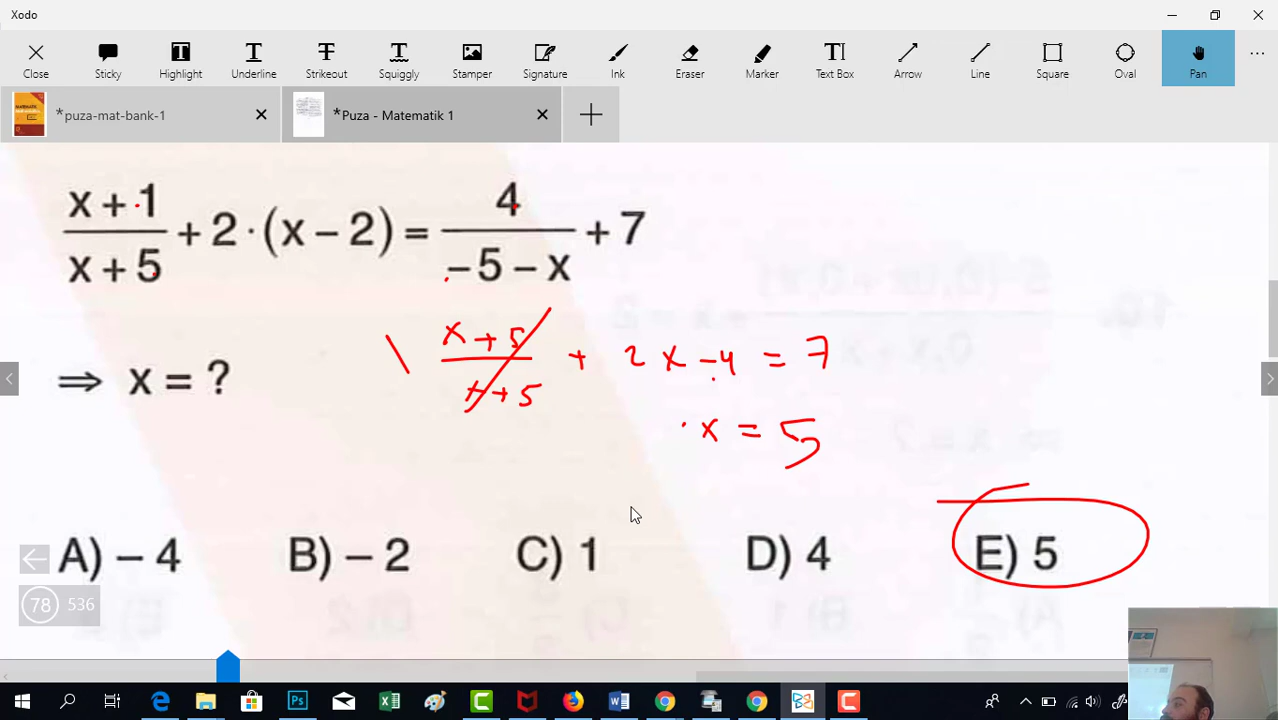 Xodo
Close Sticky Highlight Underline Strikeout Squiggly Stamper Signature Ink Eraser Marker Text Box Arrow Line Square Oval Pan
*puza-mat-bank-1 *Puza - Matematik 1
x + 1 / x + 5 + 2 · (x – 2) = 4 / – 5 – x + 7
x + 5 / x + 5 + 2x – 4 = 7
⇒ x = ?
x = 5
A) – 4 B) – 2 C) 1 D) 4 E) 5
78 536